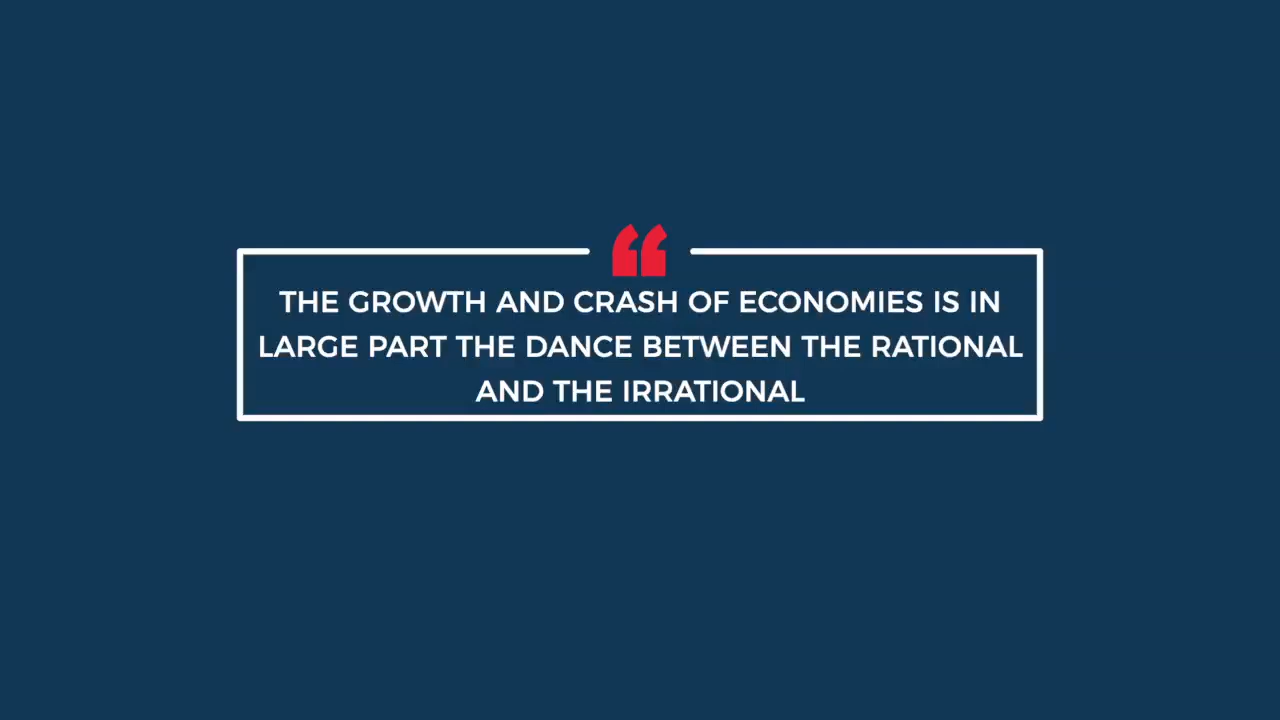 “
THE GROWTH AND CRASH OF ECONOMIES IS IN
LARGE PART THE DANCE BETWEEN THE RATIONAL
AND THE IRRATIONAL